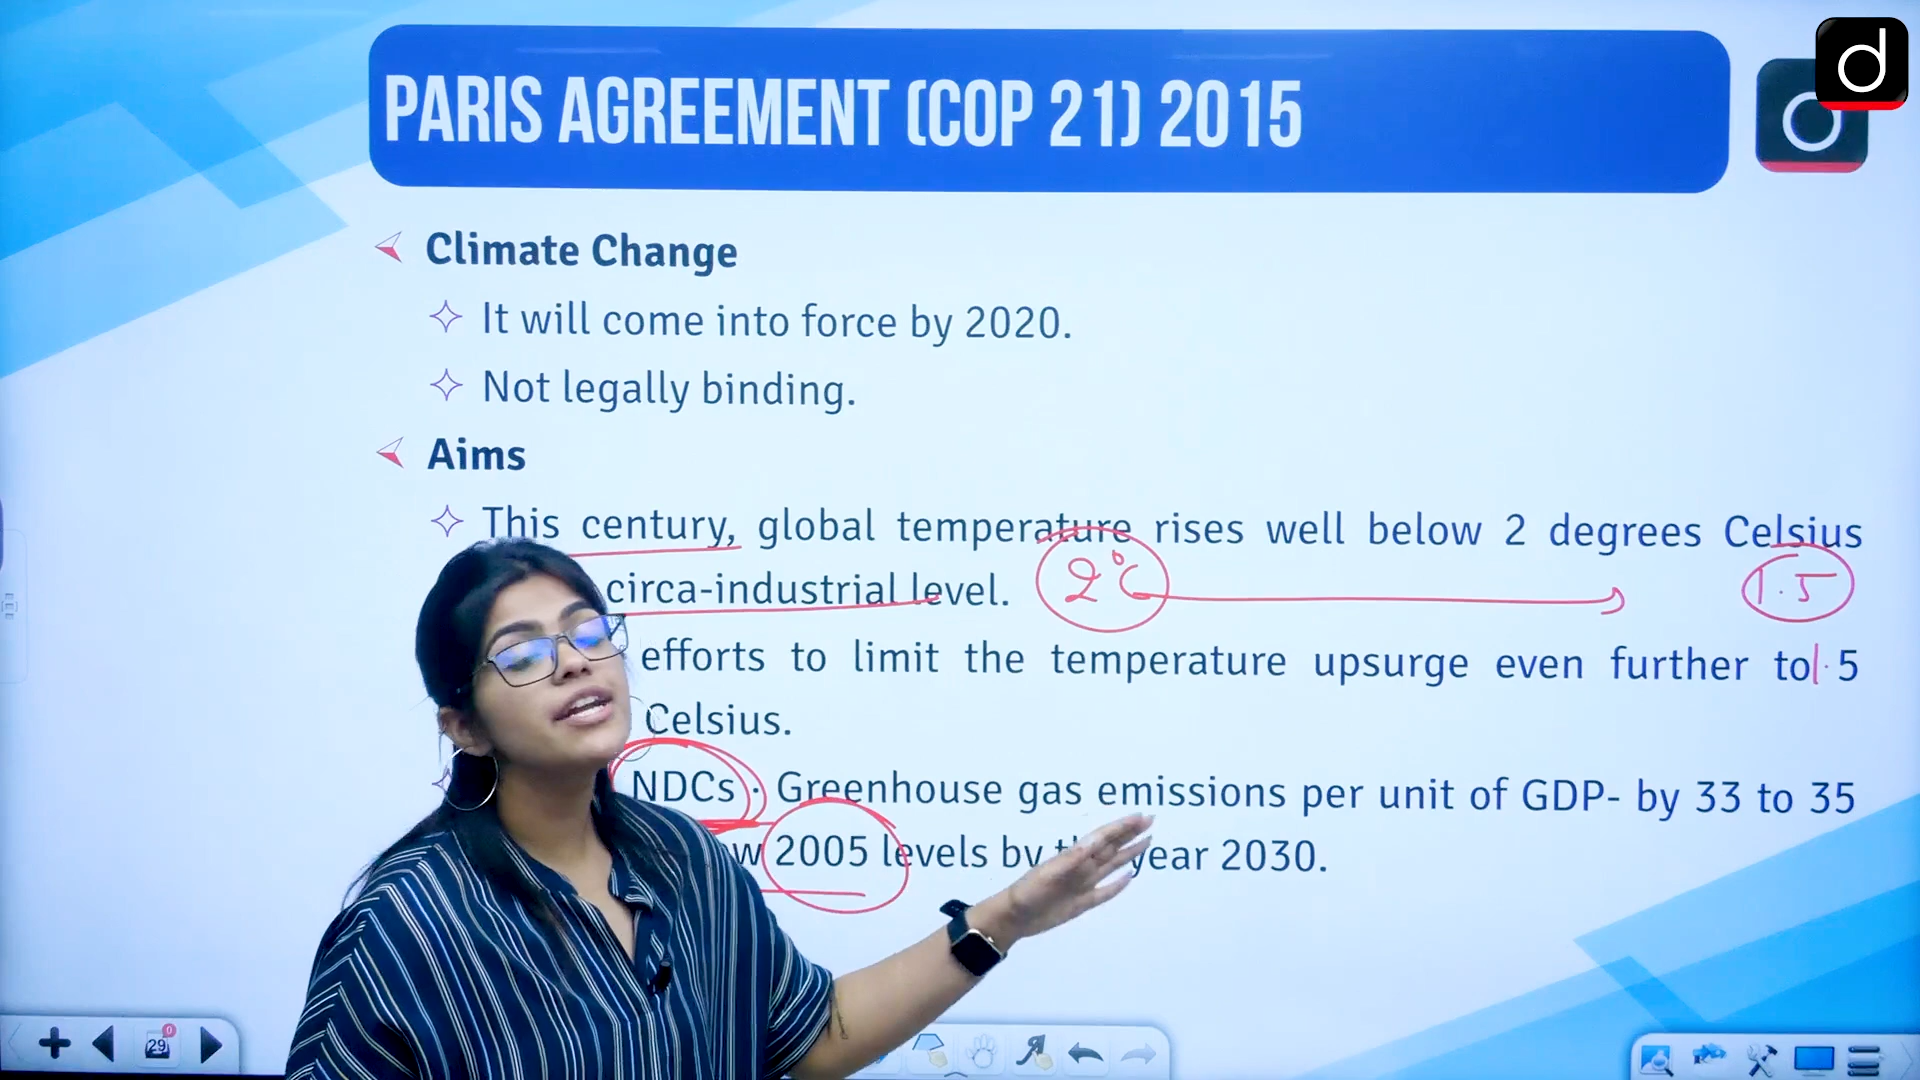 d
PARIS AGREEMENT (COP 21) 2015
Climate Change
It will come into force by 2020.
Not legally binding.
Aims
This century, global temperature rises well below 2 degrees Celsius
circa-industrial level. 2°C 1.5
efforts to limit the temperature upsurge even further to 1.5
Celsius.
NDCs · Greenhouse gas emissions per unit of GDP- by 33 to 35
2005 levels by year 2030.
29
0